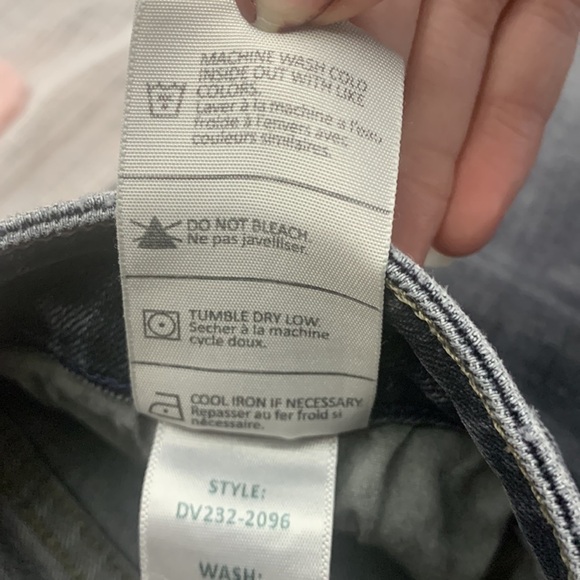 MACHINE WASH COLD
INSIDE OUT WITH LIKE
COLORS.
Laver à la machine a l'eau
froide à l'envers avec
couleurs similaires.
DO NOT BLEACH.
Ne pas javelliser.
TUMBLE DRY LOW.
Secher à la machine
cycle doux.
COOL IRON IF NECESSARY
Repasser au fer froid si
nécessaire.
STYLE:
DV232-2096
WASH: